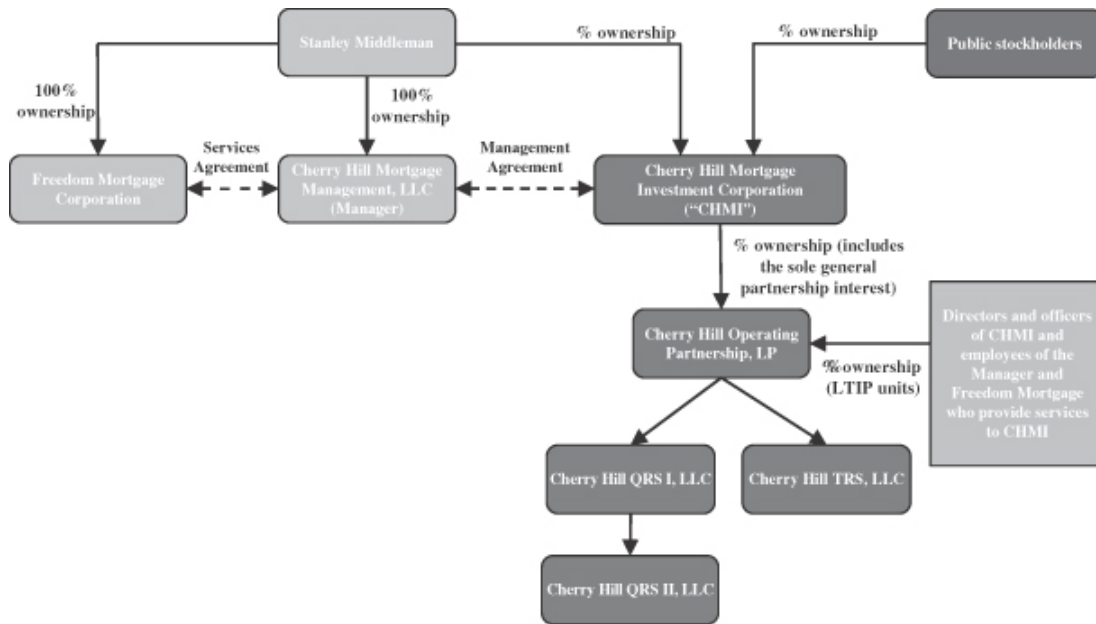 Stanley Middleman
% ownership
% ownership
Public stockholders
100%
ownership
100%
ownership
Services
Agreement
Management
Agreement
Freedom Mortgage
Corporation
Cherry Hill Mortgage
Management, LLC
(Manager)
Cherry Hill Mortgage
Investment Corporation
(“CHMI”)
% ownership (includes
the sole general
partnership interest)
Cherry Hill Operating
Partnership, LP
% ownership
(LTIP units)
Directors and officers
of CHMI and
employees of the
Manager and
Freedom Mortgage
who provide services
to CHMI
Cherry Hill QRS I, LLC
Cherry Hill TRS, LLC
Cherry Hill QRS II, LLC